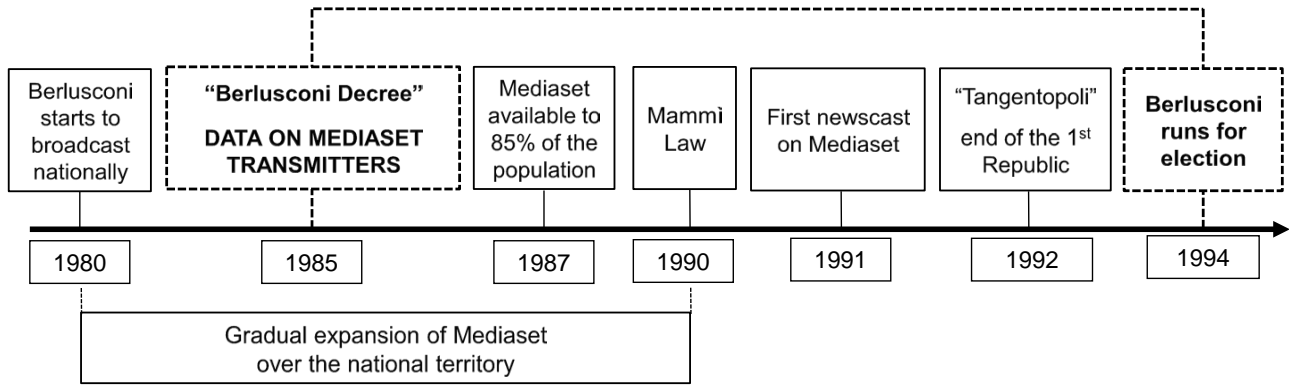 Berlusconi
starts to
broadcast
nationally
“Berlusconi Decree”
DATA ON MEDIASET
TRANSMITTERS
Mediaset
available to
85% of the
population
Mammì
Law
First newscast
on Mediaset
“Tangentopoli”
end of the 1st
Republic
Berlusconi
runs for
election
1980
1985
1987
1990
1991
1992
1994
Gradual expansion of Mediaset
over the national territory